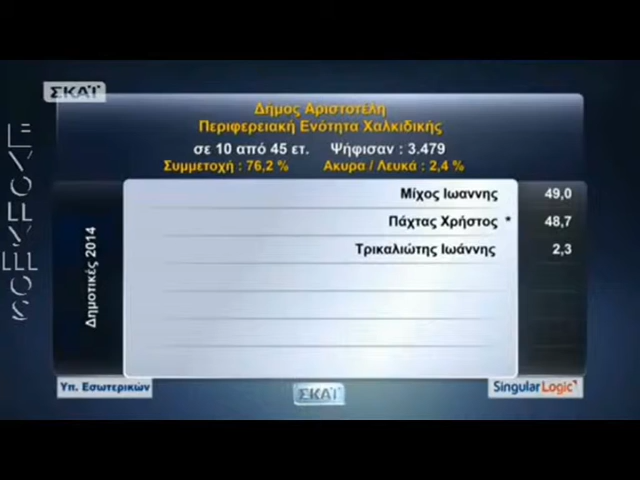 ΣΚΑΪ
Δήμος Αριστοτέλη
Περιφερειακή Ενότητα Χαλκιδικής
σε 10 από 45 ετ. Ψήφισαν : 3.479
Συμμετοχή : 76,2 % Ακυρα / Λευκά : 2,4 %
Δημοτικές 2014
Μίχος Ιωαννης 49,0
Πάχτας Χρήστος * 48,7
Τρικαλιώτης Ιωάννης 2,3
Υπ. Εσωτερικών
ΣΚΑΪ
SingularLogic